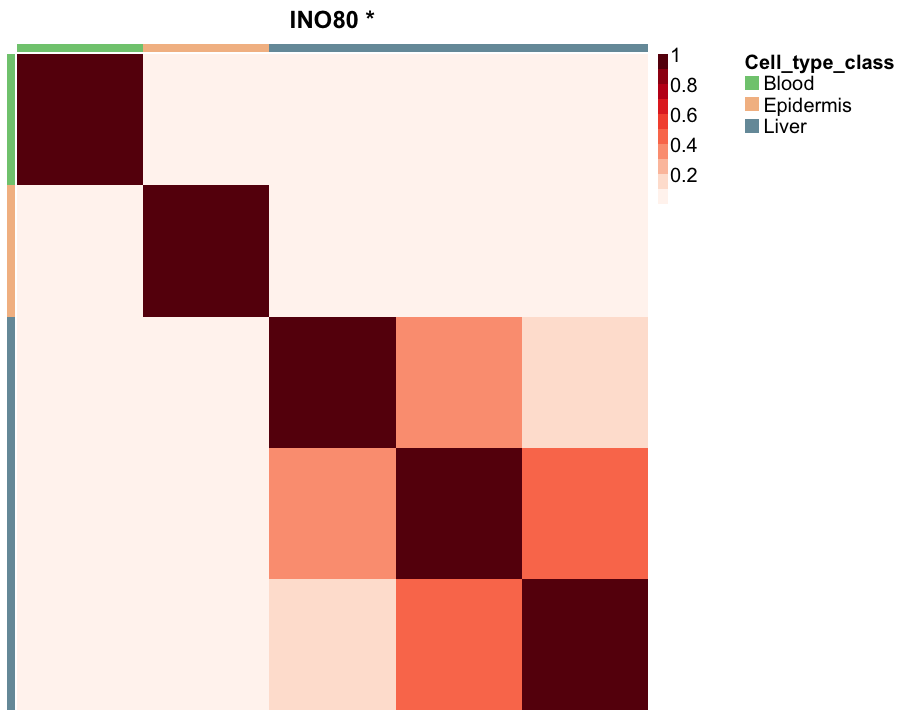 INO80 *
1
0.8
0.6
0.4
0.2
Cell_type_class
Blood
Epidermis
Liver